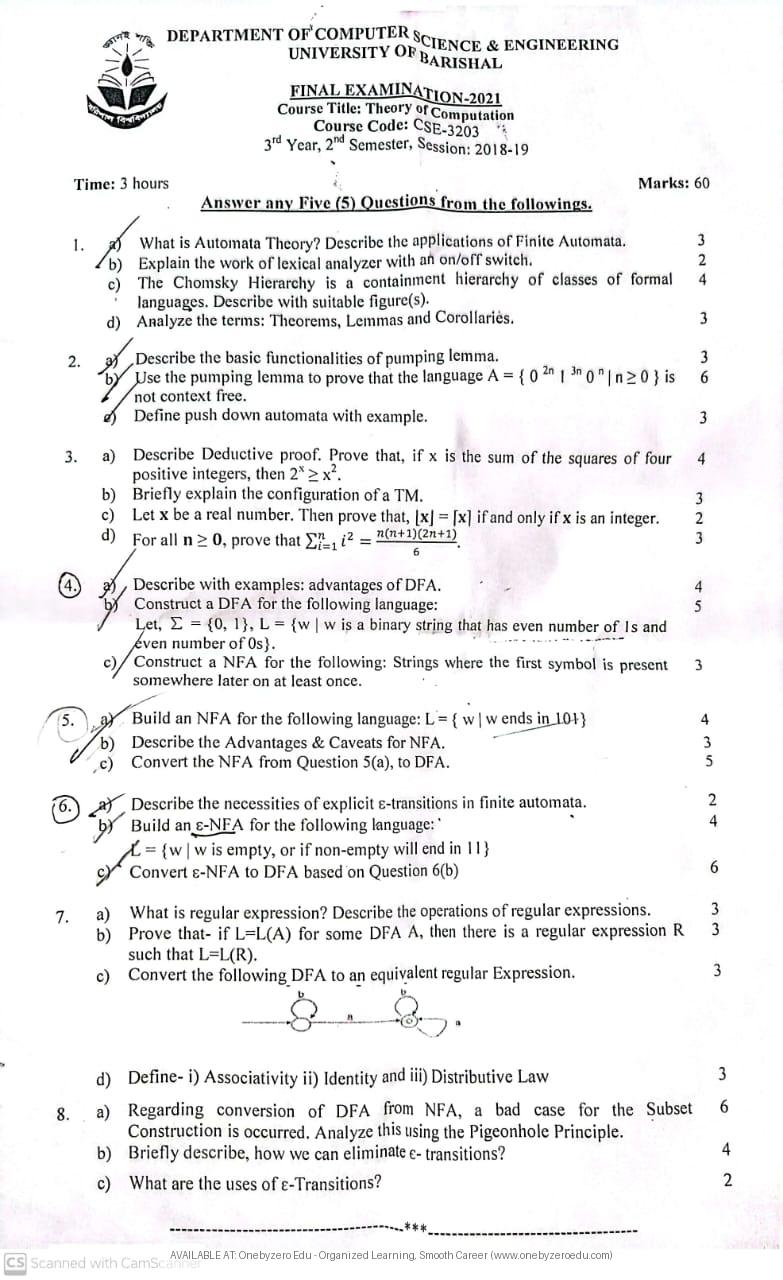 DEPARTMENT OF COMPUTER SCIENCE & ENGINEERING
UNIVERSITY OF BARISHAL
FINAL EXAMINATION-2021
Course Title: Theory of Computation
Course Code: CSE-3203
3rd Year, 2nd Semester, Session: 2018-19
Time: 3 hours Marks: 60
Answer any Five (5) Questions from the followings.
1. a) What is Automata Theory? Describe the applications of Finite Automata. 3
b) Explain the work of lexical analyzer with an on/off switch. 2
c) The Chomsky Hierarchy is a containment hierarchy of classes of formal 4
languages. Describe with suitable figure(s).
d) Analyze the terms: Theorems, Lemmas and Corollaries. 3
2. a) Describe the basic functionalities of pumping lemma. 3
b) Use the pumping lemma to prove that the language A = { 0 ²ⁿ 1 ³ⁿ 0 ⁿ | n ≥ 0 } is 6
not context free.
c) Define push down automata with example. 3
3. a) Describe Deductive proof. Prove that, if x is the sum of the squares of four 4
positive integers, then 2ˣ ≥ x².
b) Briefly explain the configuration of a TM. 3
c) Let x be a real number. Then prove that, ⌊x⌋ = ⌈x⌉ if and only if x is an integer. 2
d) For all n ≥ 0, prove that ∑ⁿᵢ₌₁ i² = n(n+1)(2n+1)/6. 3
4. a) Describe with examples: advantages of DFA. 4
b) Construct a DFA for the following language: 5
Let, Σ = {0, 1}, L = {w | w is a binary string that has even number of 1s and
even number of 0s}.
c) Construct a NFA for the following: Strings where the first symbol is present 3
somewhere later on at least once.
5. a) Build an NFA for the following language: L = { w | w ends in 101} 4
b) Describe the Advantages & Caveats for NFA. 3
c) Convert the NFA from Question 5(a), to DFA. 5
6. a) Describe the necessities of explicit ε-transitions in finite automata. 2
b) Build an ε-NFA for the following language: 4
L = {w | w is empty, or if non-empty will end in 11}
c) Convert ε-NFA to DFA based on Question 6(b) 6
7. a) What is regular expression? Describe the operations of regular expressions. 3
b) Prove that- if L=L(A) for some DFA A, then there is a regular expression R 3
such that L=L(R).
c) Convert the following DFA to an equivalent regular Expression. 3
b b
a a
d) Define- i) Associativity ii) Identity and iii) Distributive Law 3
8. a) Regarding conversion of DFA from NFA, a bad case for the Subset 6
Construction is occurred. Analyze this using the Pigeonhole Principle.
b) Briefly describe, how we can eliminate ε- transitions? 4
c) What are the uses of ε-Transitions? 2
***
AVAILABLE AT: Onebyzero Edu - Organized Learning, Smooth Career (www.onebyzeroedu.com)
CS Scanned with CamScanner